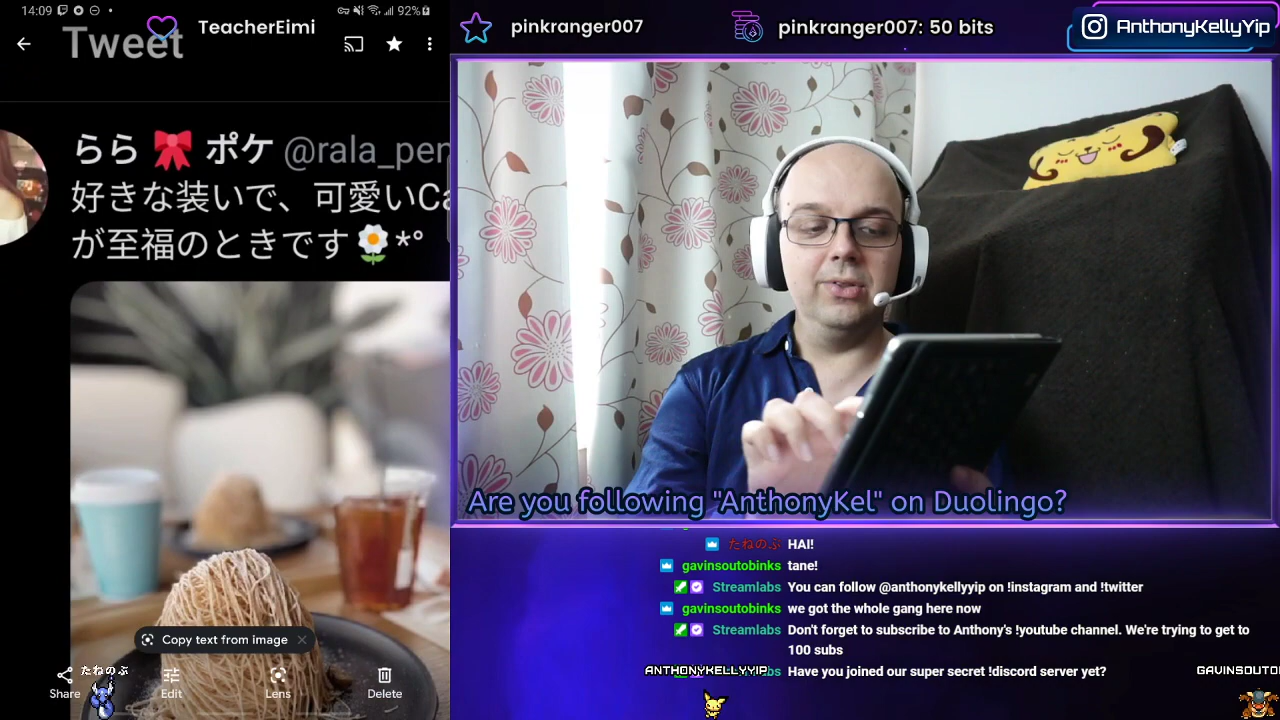 14:09
92%
Tweet
TeacherEimi
らら🎀ポケ @rala_pen
好きな装いで、可愛いCa
が至福のときです🌼*°
Copy text from image
Share
Edit
Lens
Delete
たねのぶ
pinkranger007
pinkranger007: 50 bits
AnthonyKellyYip
Are you following "AnthonyKel" on Duolingo?
たねのぶ HAI!
gavinsoutobinks tane!
Streamlabs You can follow @anthonykellyyip on !instagram and !twitter
gavinsoutobinks we got the whole gang here now
Streamlabs Don't forget to subscribe to Anthony's !youtube channel. We're trying to get to
100 subs
Have you joined our super secret !discord server yet?
ANTHONYKELLYYIP
GAVINSOUTO